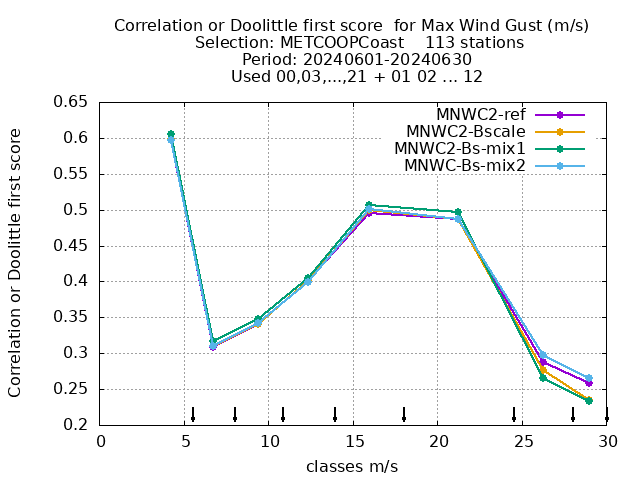 Correlation or Doolittle first score  for Max Wind Gust (m/s)
Selection: METCOOPCoast    113 stations
Period: 20240601-20240630
Used 00,03,...,21 + 01 02 ... 12
MNWC2-ref
MNWC2-Bscale
MNWC2-Bs-mix1
MNWC-Bs-mix2
Correlation or Doolittle first score
0.65
0.6
0.55
0.5
0.45
0.4
0.35
0.3
0.25
0.2
0 5 10 15 20 25 30
classes m/s